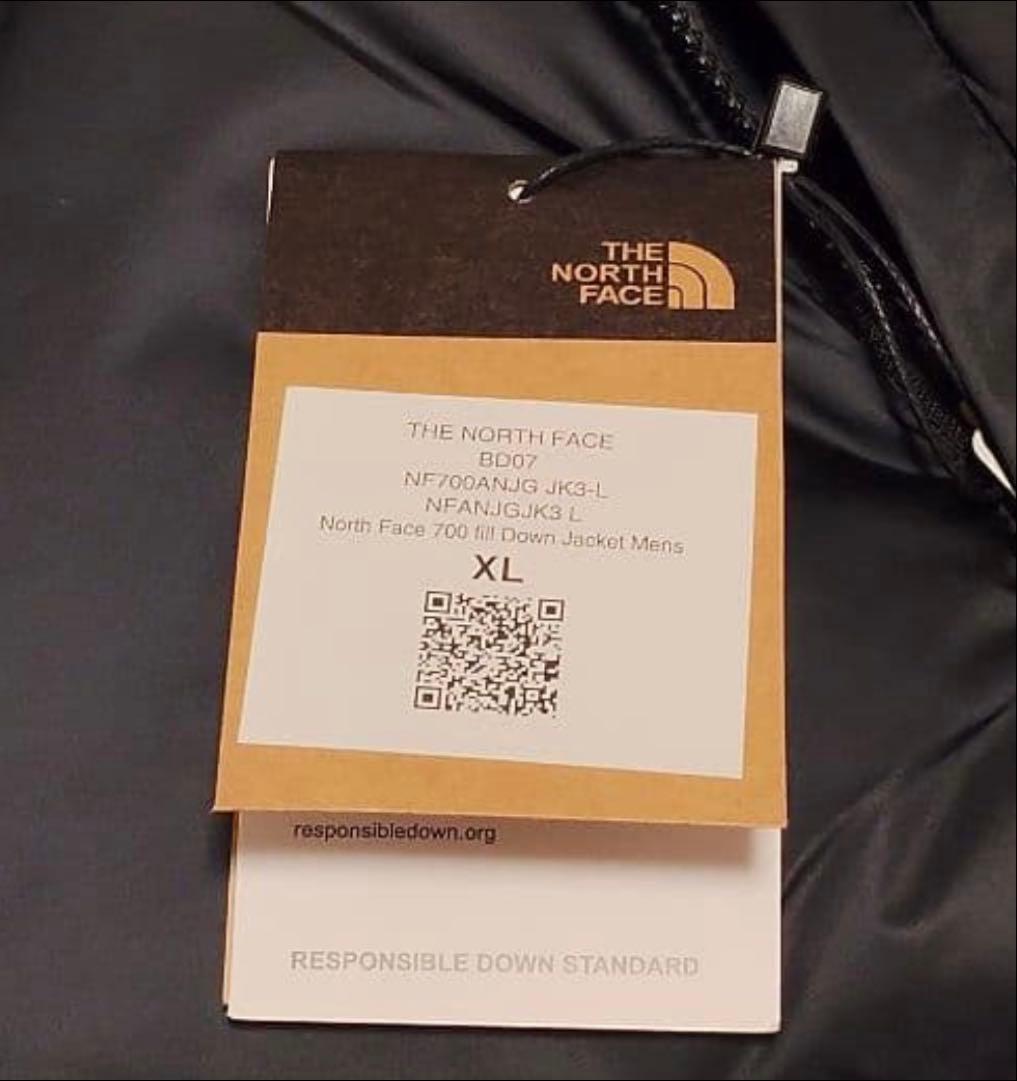 THE
NORTH
FACE
THE NORTH FACE
BD07
NF700ANJG JK3-L
NFANJGJK3 L
North Face 700 fill Down Jacket Mens
XL
responsibledown.org
RESPONSIBLE DOWN STANDARD